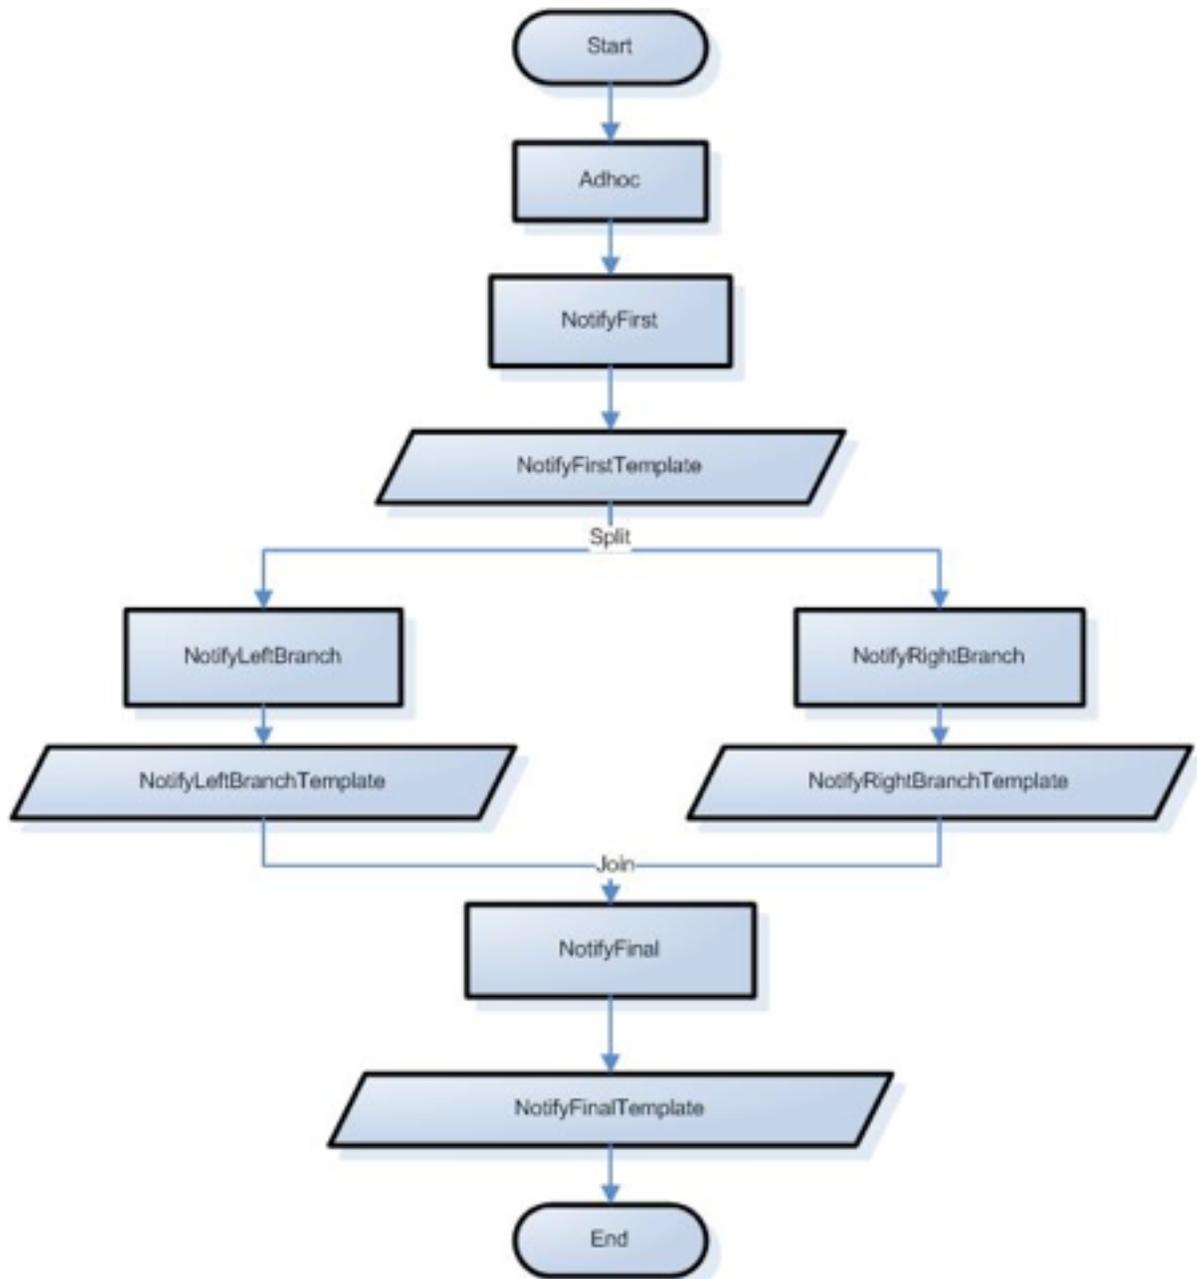 Start
Adhoc
NotifyFirst
NotifyFirstTemplate
Split
NotifyLeftBranch
NotifyRightBranch
NotifyLeftBranchTemplate
NotifyRightBranchTemplate
Join
NotifyFinal
NotifyFinalTemplate
End